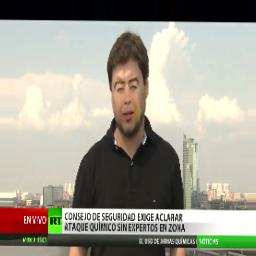 EN VIVO RT
CONSEJO DE SEGURIDAD EXIGE ACLARAR
ATAQUE QUÍMICO SIN EXPERTOS EN ZONA
EL USO DE ARMAS QUÍMICAS NOTICIAS